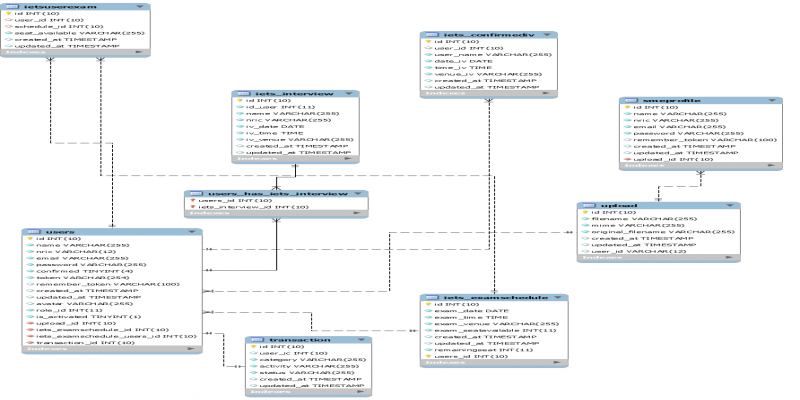 ietsuserexam
id INT(10)
user_id INT(10)
schedule_id INT(10)
seat_available VARCHAR(255)
created_at TIMESTAMP
updated_at TIMESTAMP
Indexes
iets_confirmediv
id INT(10)
user_id INT(10)
user_name VARCHAR(255)
date_iv DATE
time_iv TIME
venue_iv VARCHAR(255)
created_at TIMESTAMP
updated_at TIMESTAMP
Indexes
iets_interview
id INT(10)
id_user INT(11)
name VARCHAR(255)
nric VARCHAR(255)
iv_date DATE
iv_time TIME
iv_venue VARCHAR(255)
created_at TIMESTAMP
updated_at TIMESTAMP
Indexes
smeprofile
id INT(10)
name VARCHAR(255)
nric VARCHAR(255)
email VARCHAR(255)
password VARCHAR(255)
remember_token VARCHAR(100)
created_at TIMESTAMP
updated_at TIMESTAMP
upload_id INT(10)
Indexes
users_has_iets_interview
users_id INT(10)
iets_interview_id INT(10)
Indexes
upload
id INT(10)
filename VARCHAR(255)
mime VARCHAR(255)
original_filename VARCHAR(255)
created_at TIMESTAMP
updated_at TIMESTAMP
user_id VARCHAR(12)
Indexes
users
id INT(10)
name VARCHAR(255)
nric VARCHAR(12)
email VARCHAR(255)
password VARCHAR(255)
confirmed TINYINT(4)
token VARCHAR(254)
remember_token VARCHAR(100)
created_at TIMESTAMP
updated_at TIMESTAMP
avatar VARCHAR(255)
role_id INT(11)
is_activated TINYINT(1)
upload_id INT(10)
iets_examschedule_id INT(10)
iets_examschedule_users_id INT(10)
transaction_id INT(10)
Indexes
iets_examschedule
id INT(10)
exam_date DATE
exam_time TIME
exam_venue VARCHAR(255)
exam_seatavailable INT(11)
created_at TIMESTAMP
updated_at TIMESTAMP
remainingseat INT(11)
users_id INT(10)
Indexes
transaction
id INT(10)
user_ic INT(10)
category VARCHAR(255)
activity VARCHAR(255)
status VARCHAR(255)
created_at TIMESTAMP
updated_at TIMESTAMP
Indexes